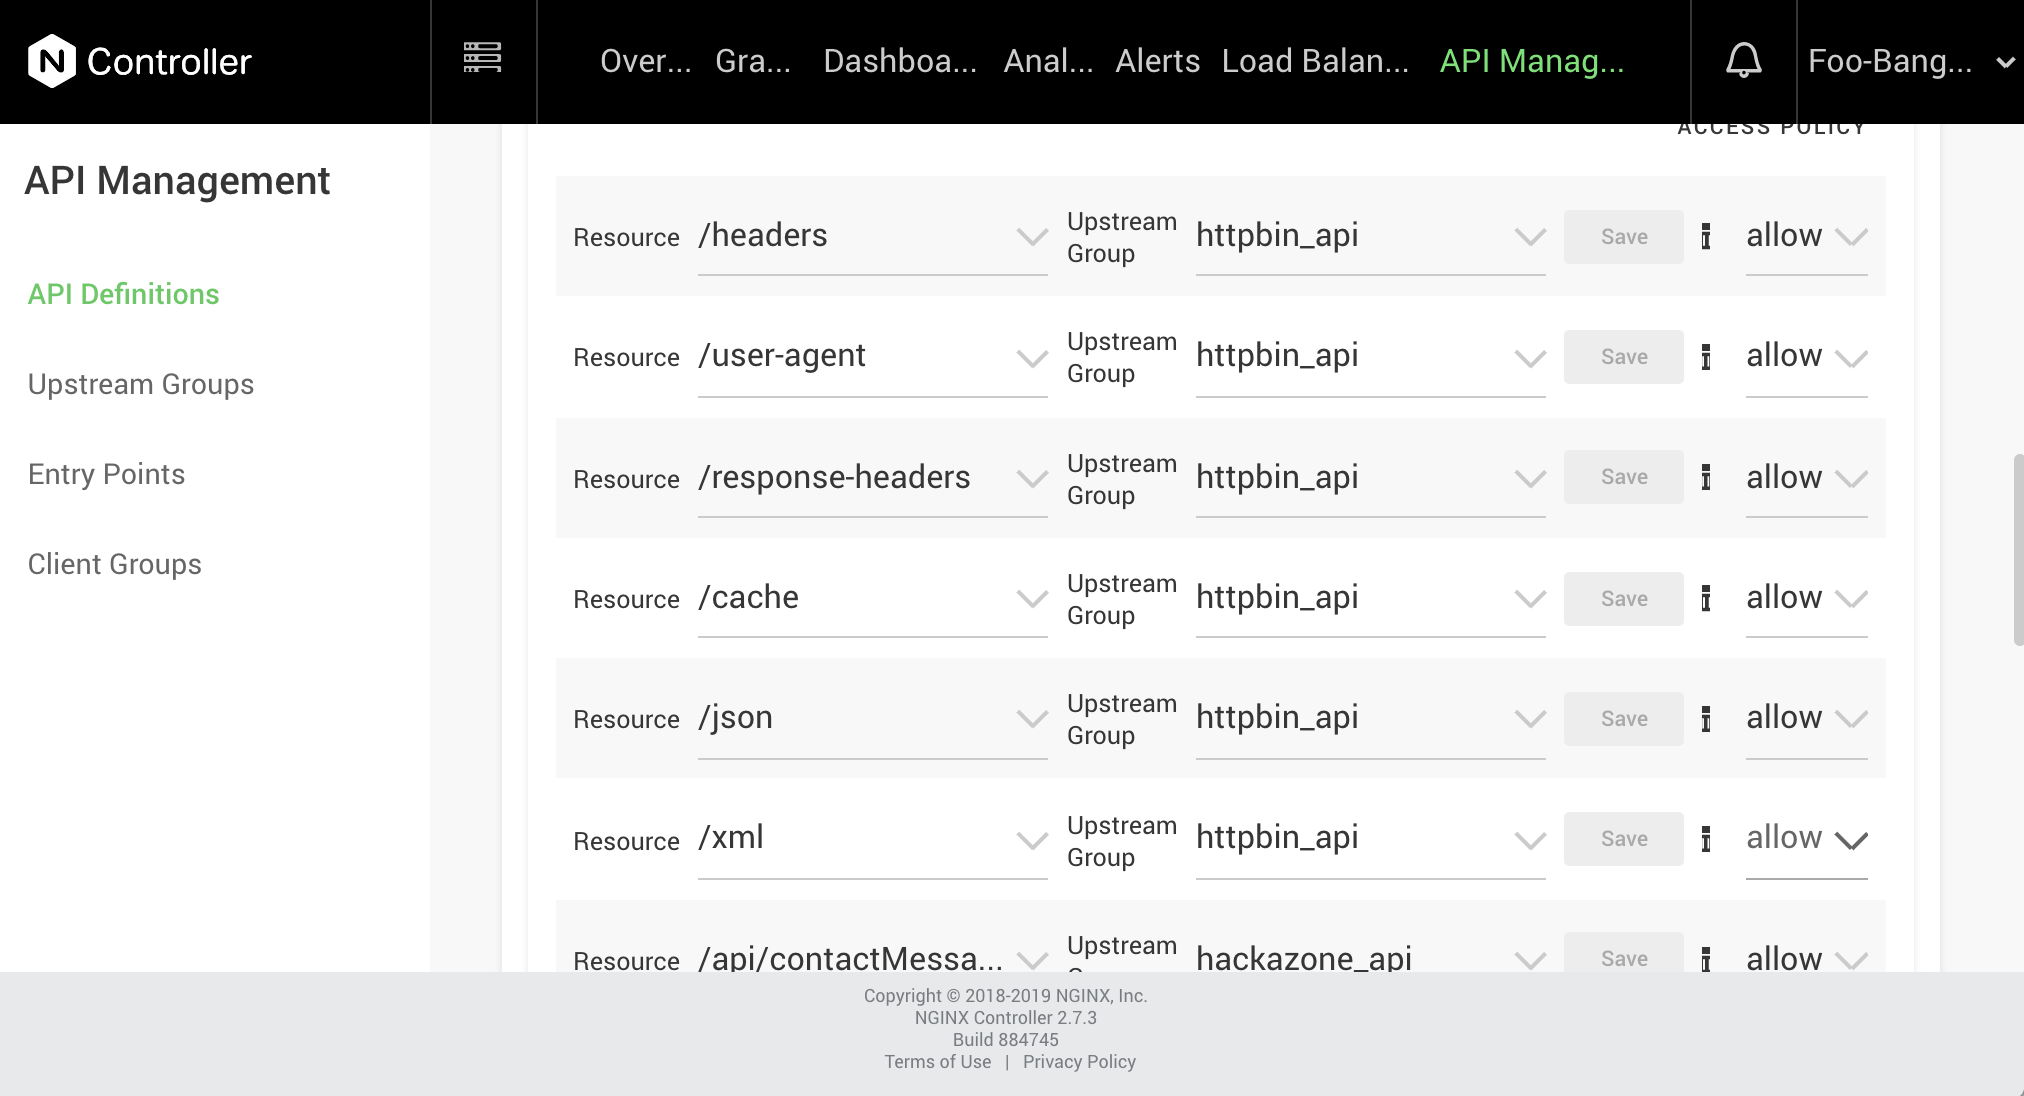 N Controller
Over... Gra... Dashboa... Anal... Alerts Load Balan... API Manag... Foo-Bang...
API Management
API Definitions
Upstream Groups
Entry Points
Client Groups
ACCESS POLICY
Resource /headers Upstream Group httpbin_api Save allow
Resource /user-agent Upstream Group httpbin_api Save allow
Resource /response-headers Upstream Group httpbin_api Save allow
Resource /cache Upstream Group httpbin_api Save allow
Resource /json Upstream Group httpbin_api Save allow
Resource /xml Upstream Group httpbin_api Save allow
Resource /api/contactMessa... Upstream hackazone_api Save allow
Copyright © 2018-2019 NGINX, Inc.
NGINX Controller 2.7.3
Build 884745
Terms of Use | Privacy Policy